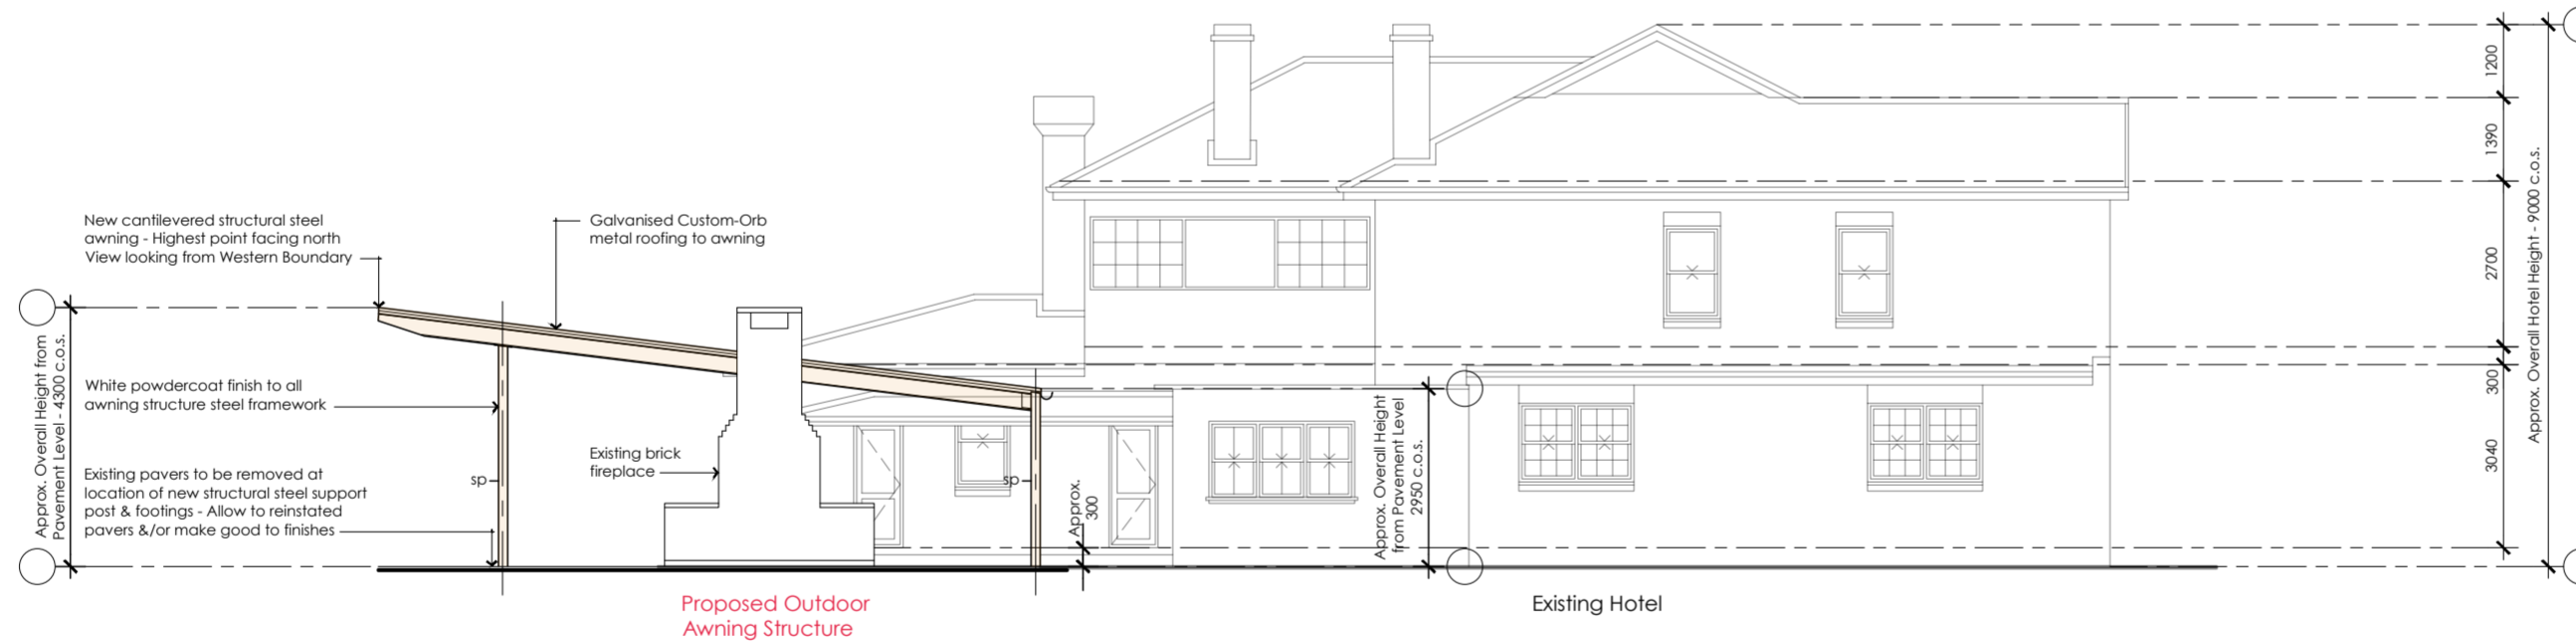 New cantilevered structural steel
awning - Highest point facing north
View looking from Western Boundary
Galvanised Custom-Orb
metal roofing to awning
Approx. Overall Height from
Pavement Level - 4300 c.o.s.
White powdercoat finish to all
awning structure steel framework
Existing pavers to be removed at
location of new structural steel support
post & footings - Allow to reinstated
pavers &/or make good to finishes
sp
Existing brick
fireplace
sp
Approx.
300
Approx. Overall Height
from Pavement Level
2950 c.o.s.
1200
1390
2700
300
3040
Approx. Overall Hotel Height - 9000 c.o.s.
Proposed Outdoor
Awning Structure
Existing Hotel